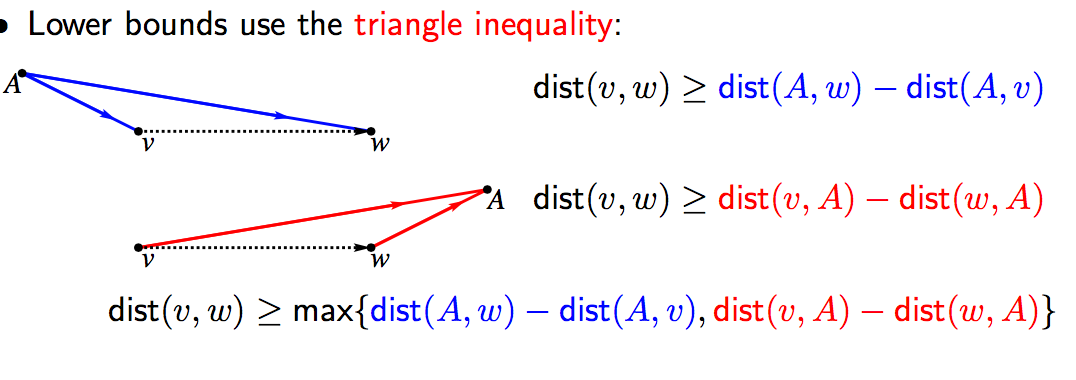 • Lower bounds use the triangle inequality:
A
v
w
dist(v, w) ≥ dist(A, w) − dist(A, v)
A
v
w
dist(v, w) ≥ dist(v, A) − dist(w, A)
dist(v, w) ≥ max{dist(A, w) − dist(A, v), dist(v, A) − dist(w, A)}